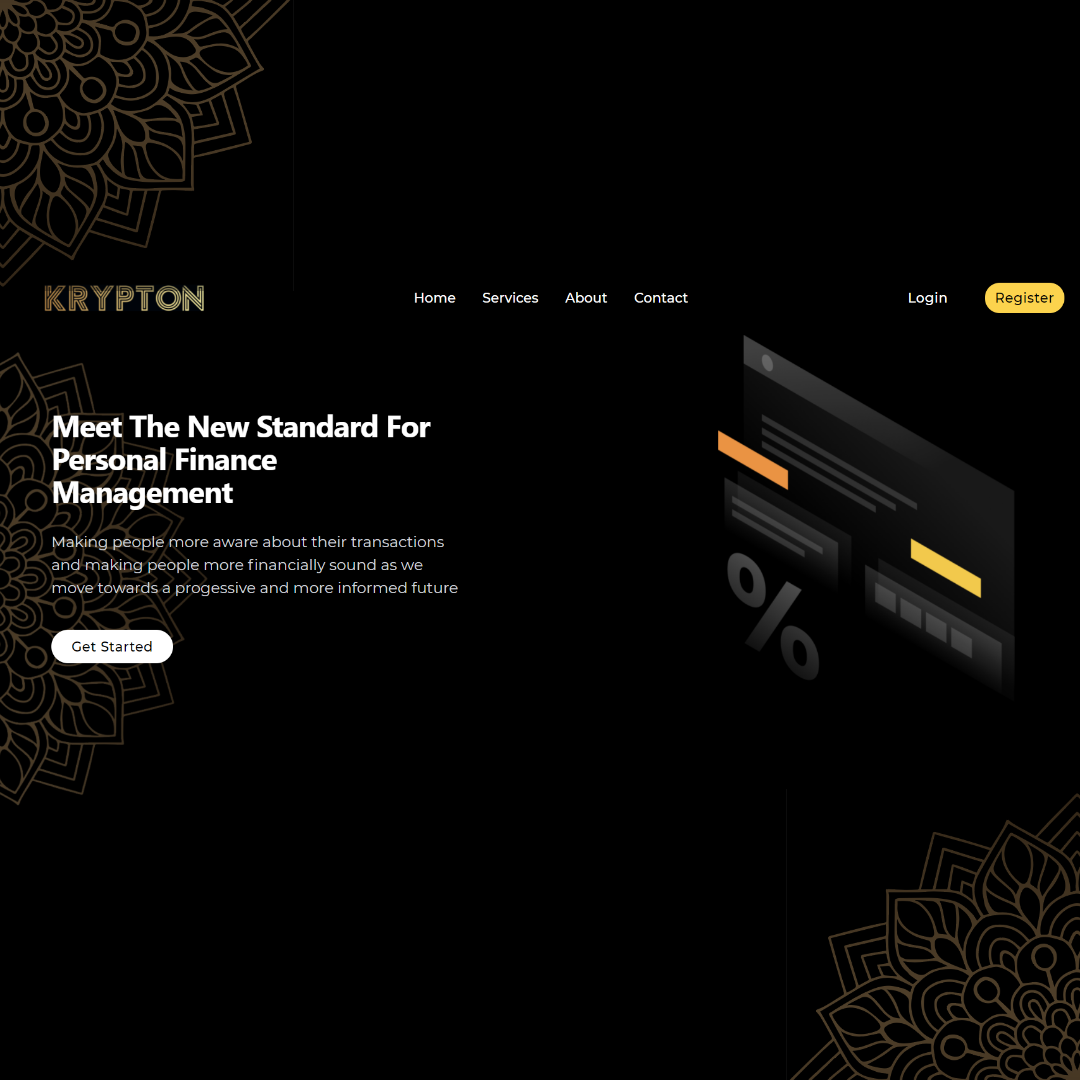 KRYPTON
Home Services About Contact
Login Register
Meet The New Standard For
Personal Finance
Management
Making people more aware about their transactions
and making people more financially sound as we
move towards a progessive and more informed future
Get Started
%